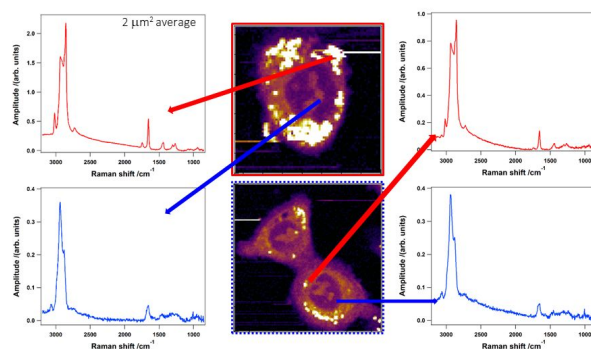 2 µm² average
Amplitude /(arb. units)
2.0
1.5
1.0
0.5
0.0
3000 2500 2000 1500 1000
Raman shift /cm⁻¹
Amplitude /(arb. units)
1.0
0.8
0.6
0.4
0.2
0.0
3000 2500 2000 1500 1000
Raman shift /cm⁻¹
Amplitude /(arb. units)
0.4
0.3
0.2
0.1
0.0
3000 2500 2000 1500 1000
Raman shift /cm⁻¹
Amplitude /(arb. units)
0.4
0.3
0.2
0.1
0.0
3000 2500 2000 1500 1000
Raman shift /cm⁻¹